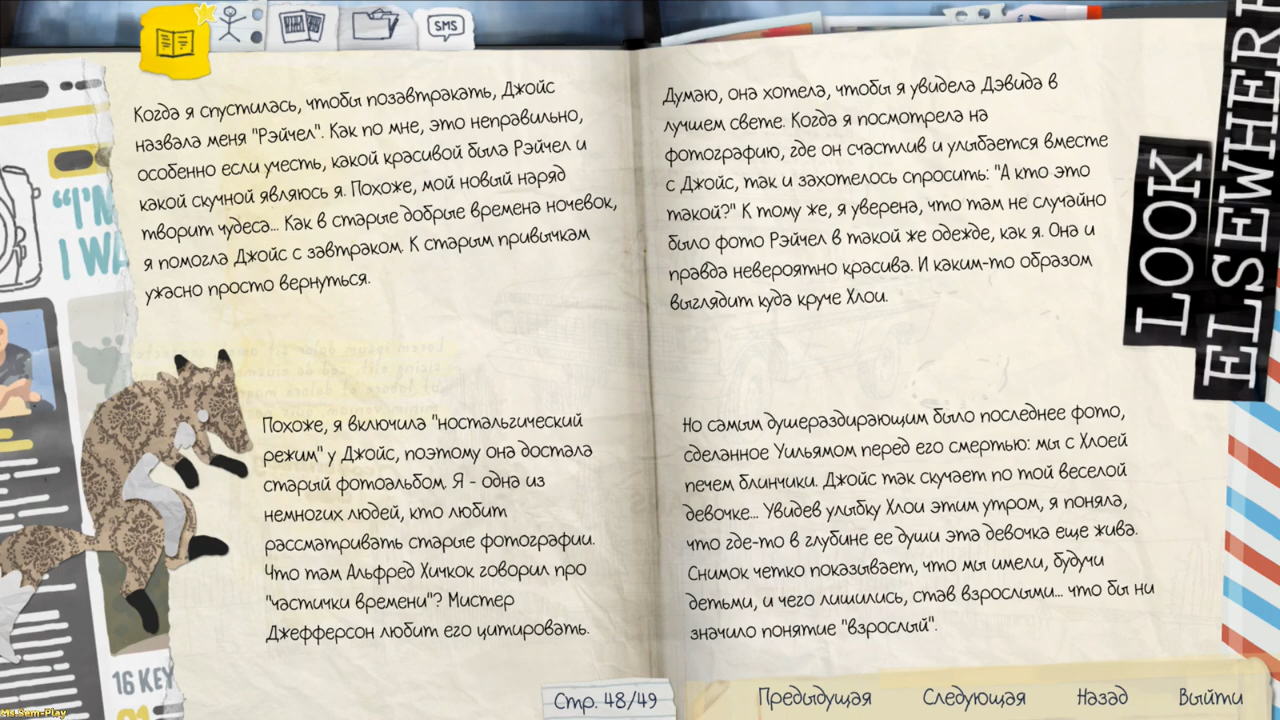 SMS
Когда я спустилась, чтобы позавтракать, Джойс
назвала меня "Рэйчел". Как по мне, это неправильно,
особенно если учесть, какой красивой была Рэйчел и
какой скучной являюсь я. Похоже, мой новый наряд
творит чудеса... Как в старые добрые времена ночевок,
я помогла Джойс с завтраком. К старым привычкам
ужасно просто вернуться.
Похоже, я включила "ностальгический
режим" у Джойс, поэтому она достала
старый фотоальбом. Я - одна из
немногих людей, кто любит
рассматривать старые фотографии.
Что там Альфред Хичкок говорил про
"частички времени"? Мистер
Джефферсон любит его цитировать.
Думаю, она хотела, чтобы я увидела Дэвида в
лучшем свете. Когда я посмотрела на
фотографию, где он счастлив и улыбается вместе
с Джойс, так и захотелось спросить: "А кто это
такой?" К тому же, я уверена, что там не случайно
было фото Рэйчел в такой же одежде, как я. Она и
правда невероятно красива. И каким-то образом
выглядит куда круче Хлои.
Но самым душераздирающим было последнее фото,
сделанное Уильямом перед его смертью: мы с Хлоей
печем блинчики. Джойс так скучает по той веселой
девочке... Увидев улыбку Хлои этим утром, я поняла,
что где-то в глубине ее души эта девочка еще жива.
Снимок четко показывает, что мы имели, будучи
детьми, и чего лишились, став взрослыми... что бы ни
значило понятие "взрослый".
LOOK
ELSEWHERE
"I'M
I WA
16 KEY
Стр. 48/49
Предыдущая
Следующая
Назад
Выйти
Ms.Sem-Play